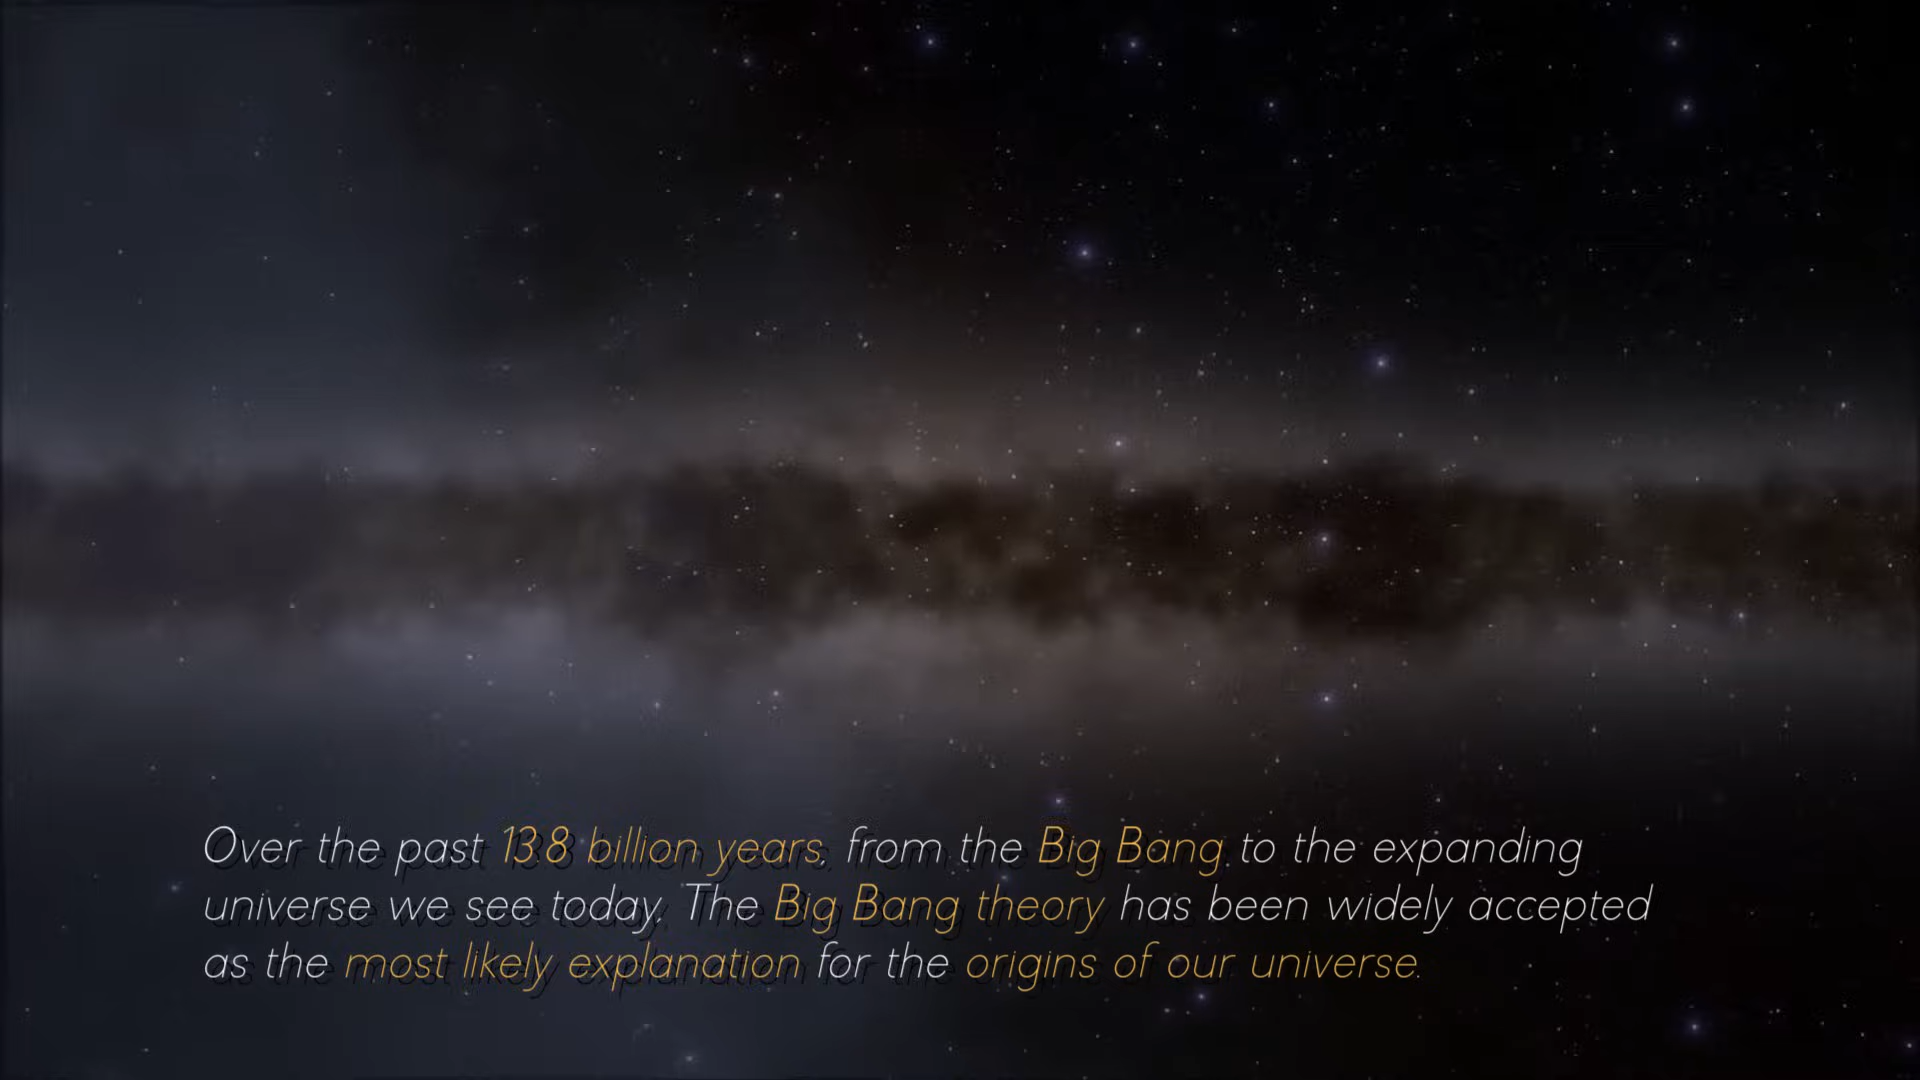 Over the past 13.8 billion years, from the Big Bang to the expanding
universe we see today, The Big Bang theory has been widely accepted
as the most likely explanation for the origins of our universe.